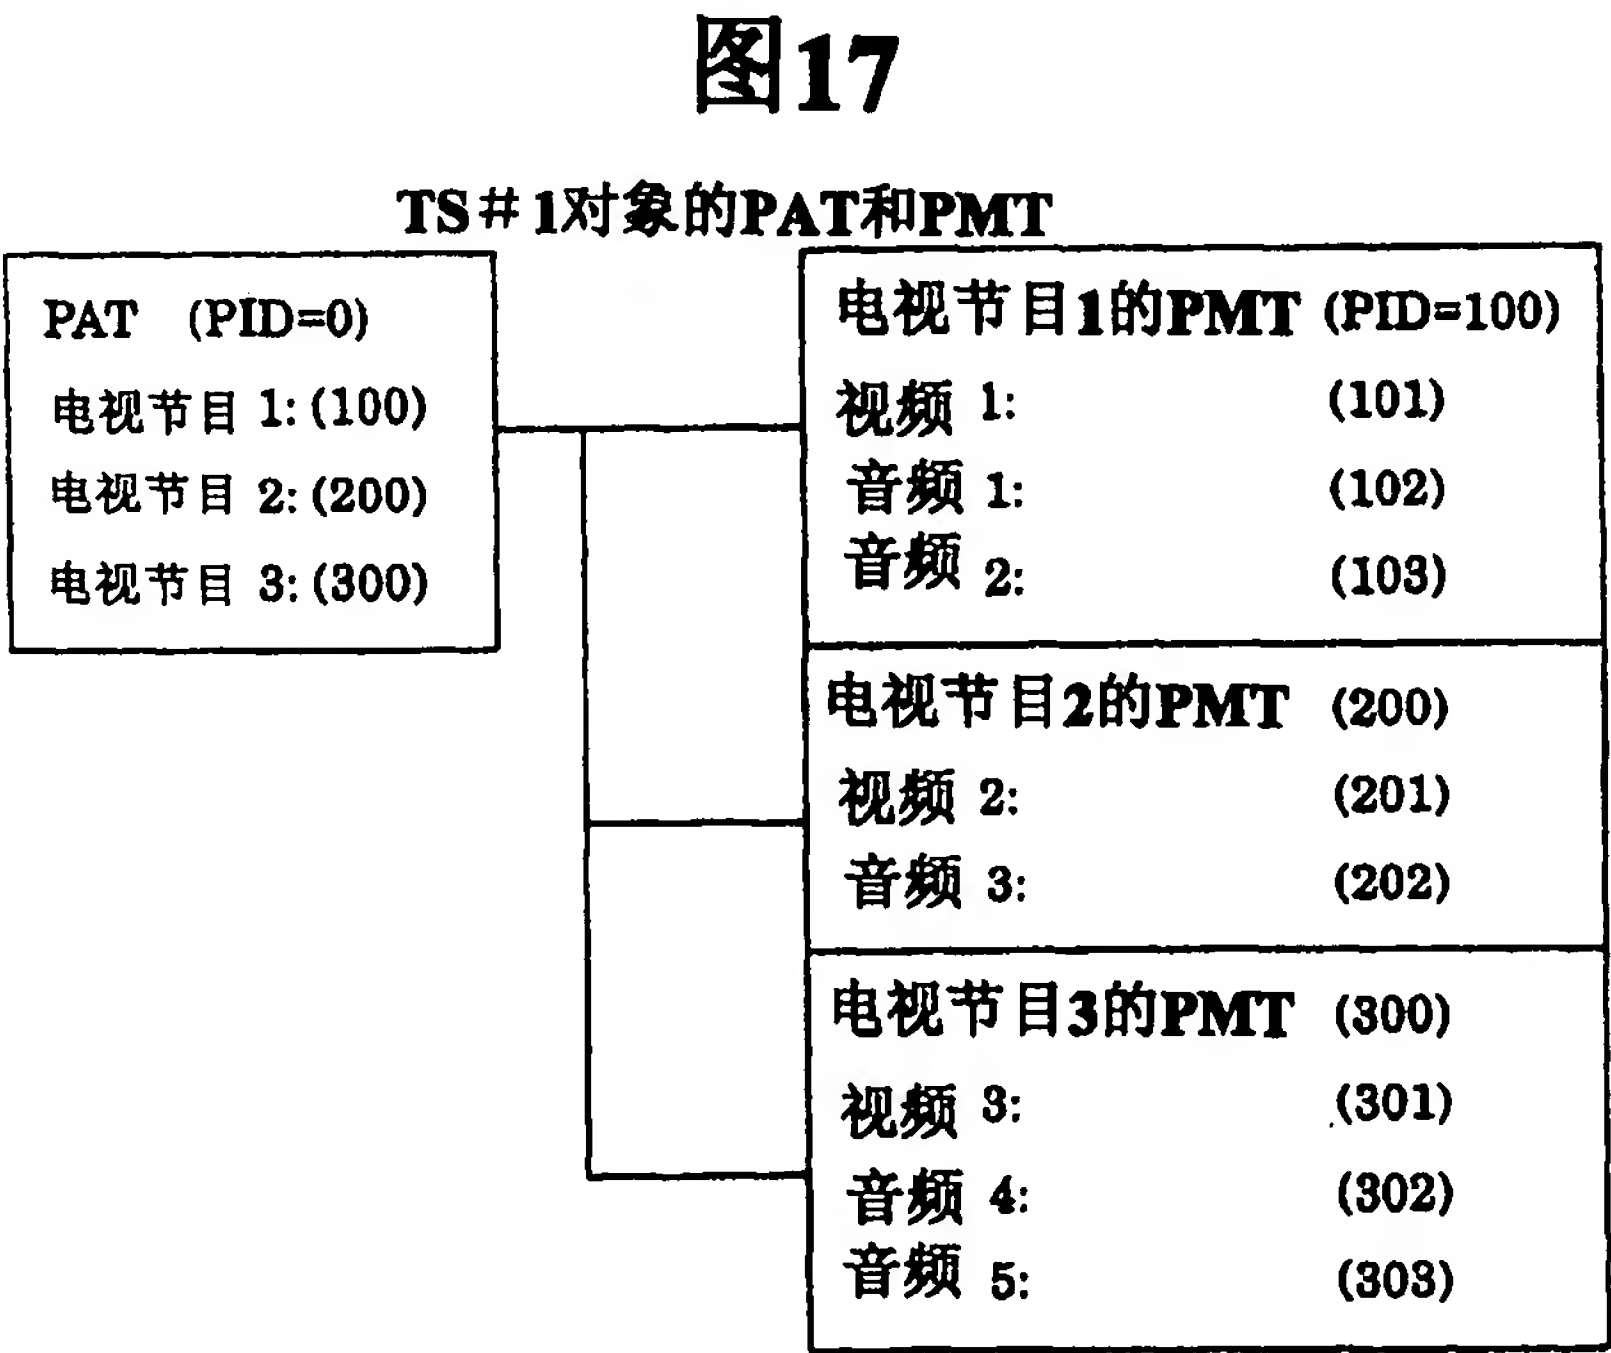 图17
TS#1对象的PAT和PMT
PAT (PID=0)
电视节目 1: (100)
电视节目 2: (200)
电视节目 3: (300)
电视节目1的PMT (PID=100)
视频 1: (101)
音频 1: (102)
音频 2: (103)
电视节目2的PMT (200)
视频 2: (201)
音频 3: (202)
电视节目3的PMT (300)
视频 3: (301)
音频 4: (302)
音频 5: (303)